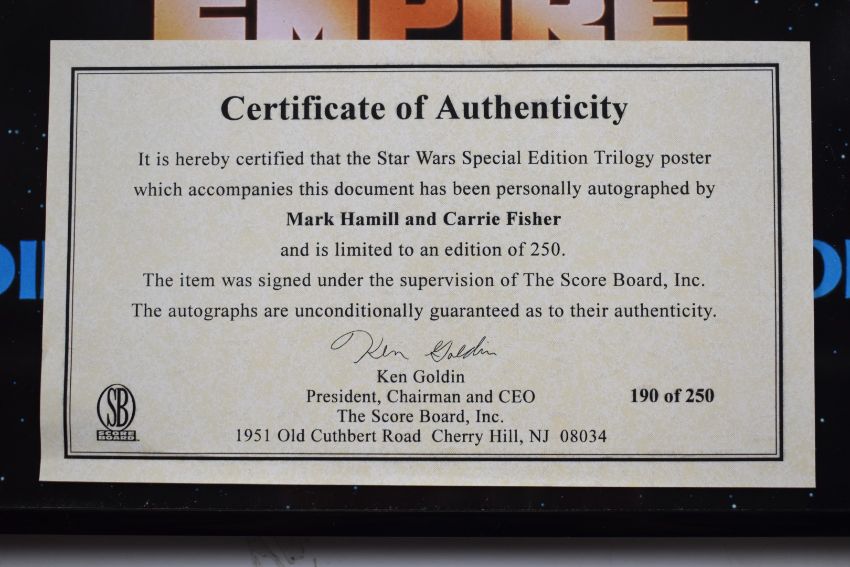 EMPIRE
Certificate of Authenticity
It is hereby certified that the Star Wars Special Edition Trilogy poster
which accompanies this document has been personally autographed by
Mark Hamill and Carrie Fisher
and is limited to an edition of 250.
The item was signed under the supervision of The Score Board, Inc.
The autographs are unconditionally guaranteed as to their authenticity.
Ken Goldin
Ken Goldin
President, Chairman and CEO
190 of 250
The Score Board, Inc.
1951 Old Cuthbert Road Cherry Hill, NJ 08034
SB
SCORE
BOARD